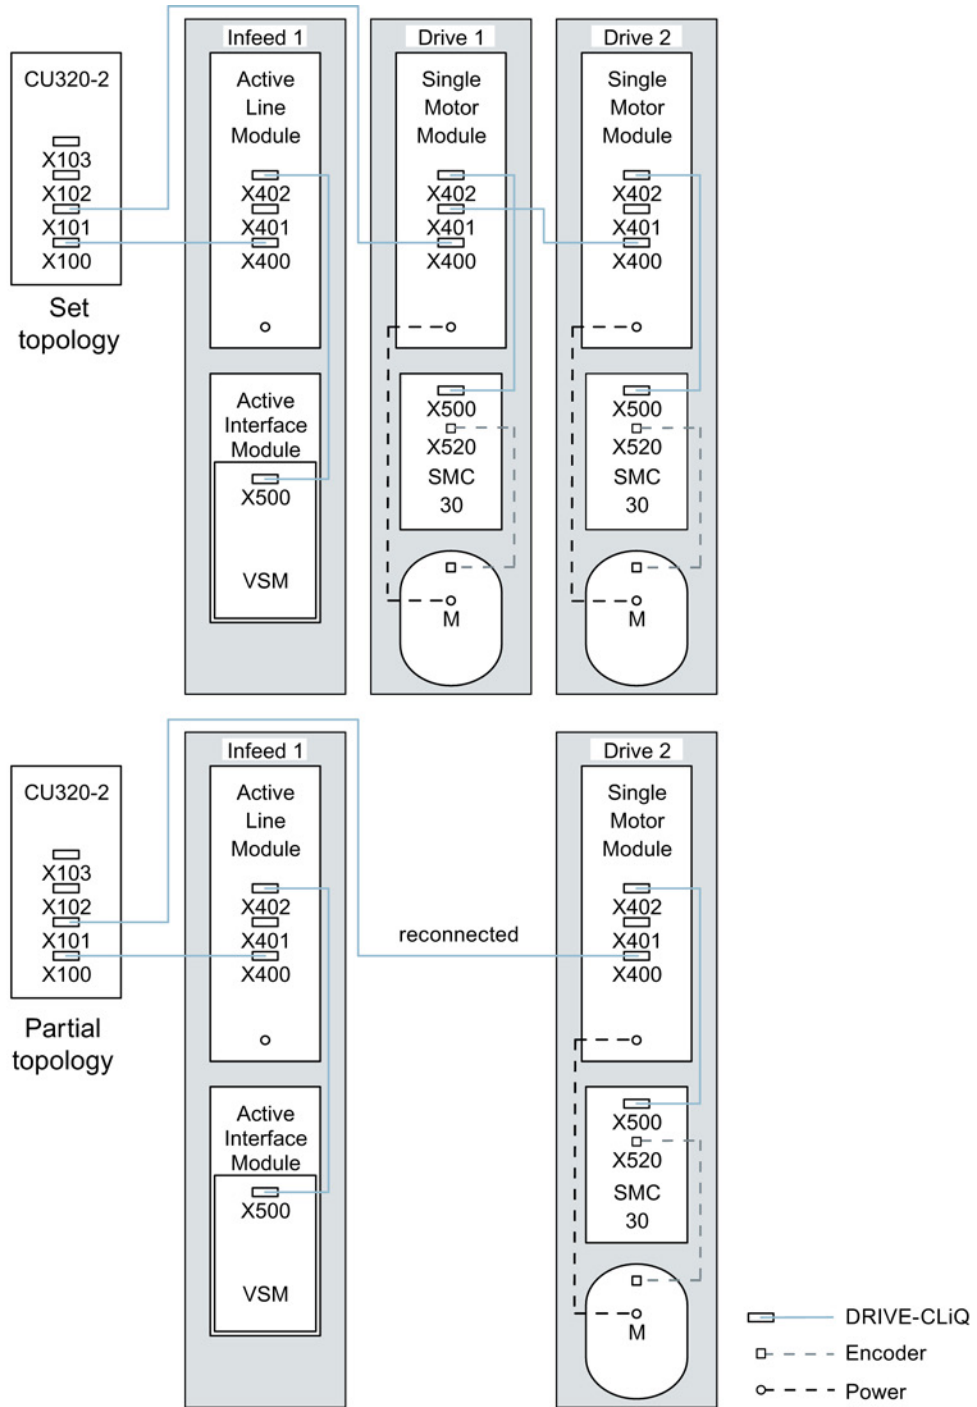 CU320-2
X103
X102
X101
X100
Set
topology
Infeed 1
Active
Line
Module
X402
X401
X400
Active
Interface
Module
X500
VSM
Drive 1
Single
Motor
Module
X402
X401
X400
X500
X520
SMC
30
M
Drive 2
Single
Motor
Module
X402
X401
X400
X500
X520
SMC
30
M
CU320-2
X103
X102
X101
X100
Partial
topology
Infeed 1
Active
Line
Module
X402
X401
X400
Active
Interface
Module
X500
VSM
reconnected
Drive 2
Single
Motor
Module
X402
X401
X400
X500
X520
SMC
30
M
DRIVE-CLiQ
Encoder
Power